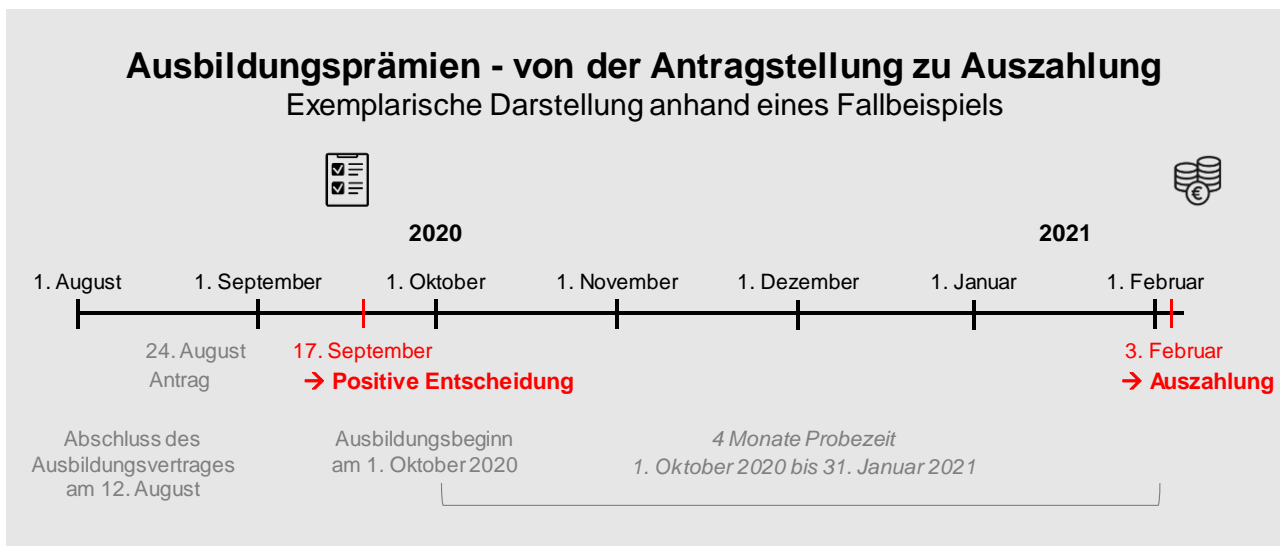 Ausbildungsprämien - von der Antragstellung zu Auszahlung
Exemplarische Darstellung anhand eines Fallbeispiels
2020
2021
1. August
1. September
1. Oktober
1. November
1. Dezember
1. Januar
1. Februar
24. August
Antrag
17. September
→ Positive Entscheidung
3. Februar
→ Auszahlung
Abschluss des
Ausbildungsvertrages
am 12. August
Ausbildungsbeginn
am 1. Oktober 2020
4 Monate Probezeit
1. Oktober 2020 bis 31. Januar 2021